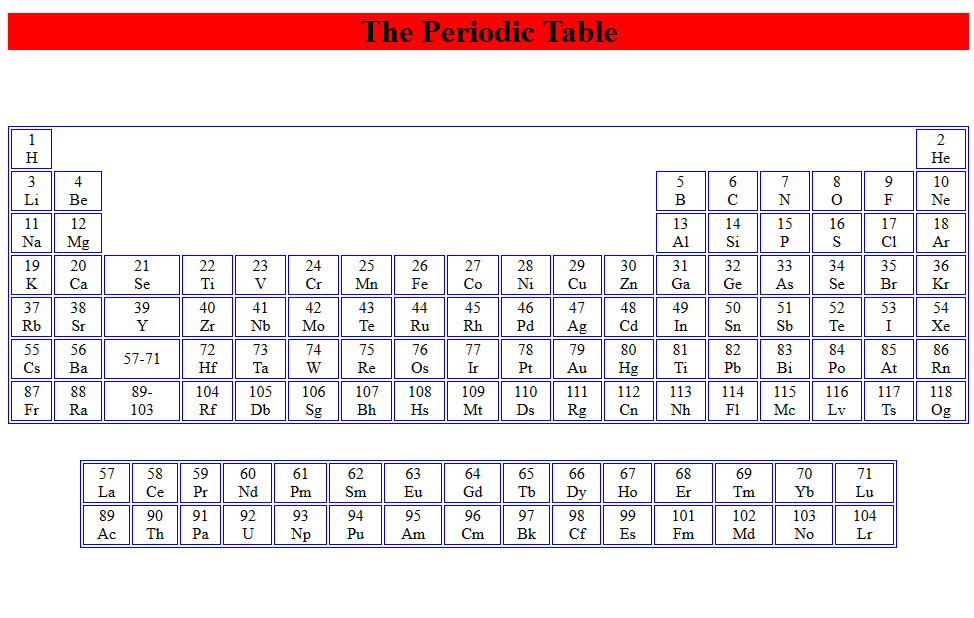 The Periodic Table
1 2
H He
3 4 5 6 7 8 9 10
Li Be B C N O F Ne
11 12 13 14 15 16 17 18
Na Mg Al Si P S Cl Ar
19 20 21 22 23 24 25 26 27 28 29 30 31 32 33 34 35 36
K Ca Se Ti V Cr Mn Fe Co Ni Cu Zn Ga Ge As Se Br Kr
37 38 39 40 41 42 43 44 45 46 47 48 49 50 51 52 53 54
Rb Sr Y Zr Nb Mo Te Ru Rh Pd Ag Cd In Sn Sb Te I Xe
55 56 57-71 72 73 74 75 76 77 78 79 80 81 82 83 84 85 86
Cs Ba Hf Ta W Re Os Ir Pt Au Hg Ti Pb Bi Po At Rn
87 88 89- 104 105 106 107 108 109 110 111 112 113 114 115 116 117 118
Fr Ra 103 Rf Db Sg Bh Hs Mt Ds Rg Cn Nh Fl Mc Lv Ts Og
57 58 59 60 61 62 63 64 65 66 67 68 69 70 71
La Ce Pr Nd Pm Sm Eu Gd Tb Dy Ho Er Tm Yb Lu
89 90 91 92 93 94 95 96 97 98 99 101 102 103 104
Ac Th Pa U Np Pu Am Cm Bk Cf Es Fm Md No Lr